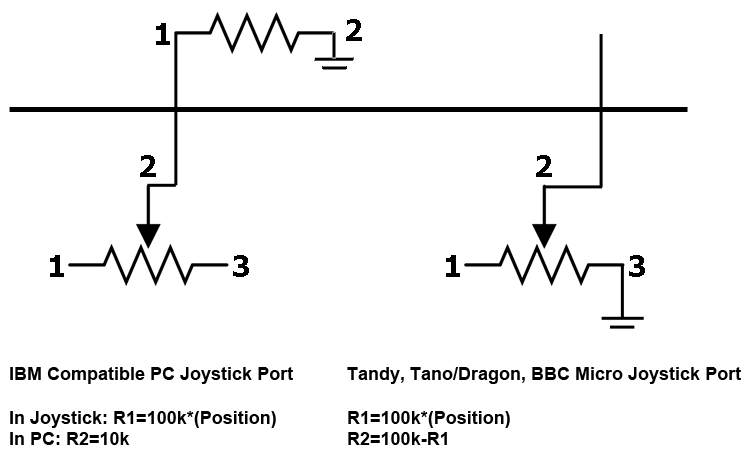 1 2
2 2
1 3 1 3
IBM Compatible PC Joystick Port
In Joystick: R1=100k*(Position)
In PC: R2=10k
Tandy, Tano/Dragon, BBC Micro Joystick Port
R1=100k*(Position)
R2=100k-R1